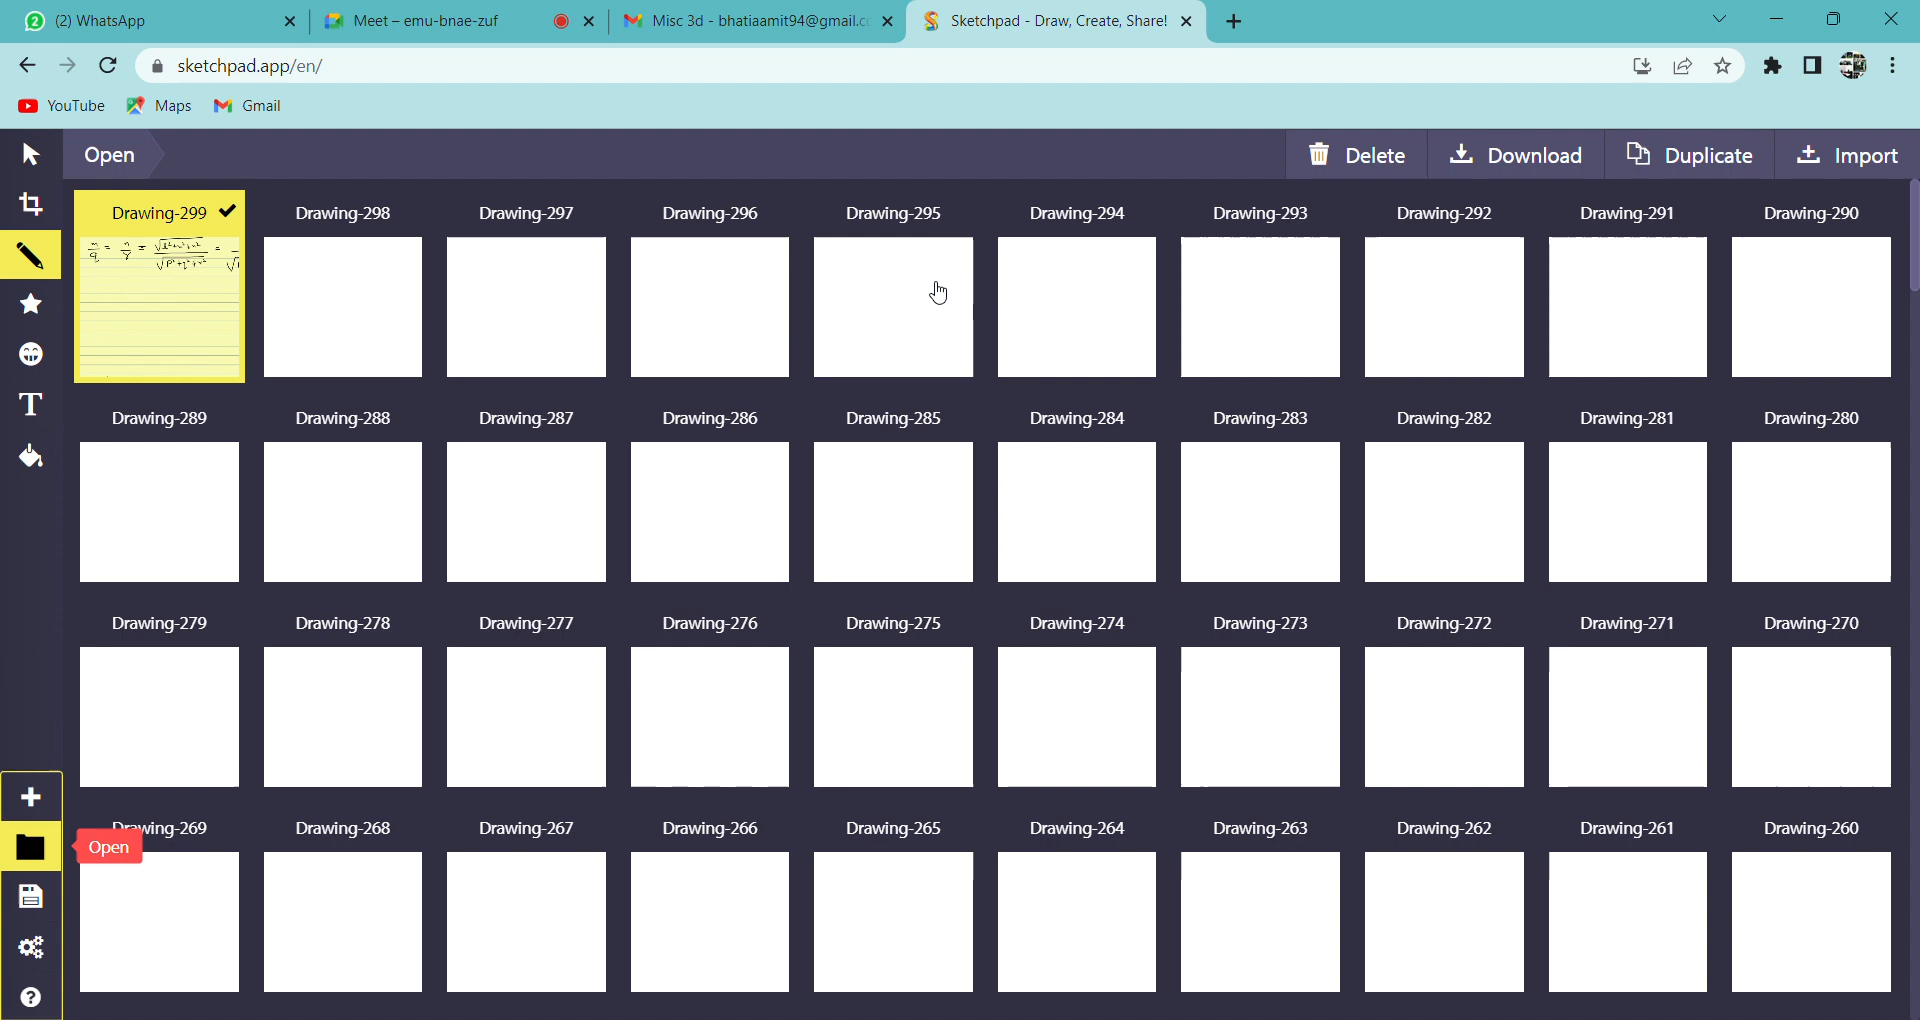 (2) WhatsApp
Meet – emu-bnae-zuf
Misc 3d - bhatiaamit94@gmail.cc
Sketchpad - Draw, Create, Share!
sketchpad.app/en/
YouTube Maps Gmail
Open Delete Download Duplicate Import
Drawing-299 Drawing-298 Drawing-297 Drawing-296 Drawing-295 Drawing-294 Drawing-293 Drawing-292 Drawing-291 Drawing-290
Drawing-289 Drawing-288 Drawing-287 Drawing-286 Drawing-285 Drawing-284 Drawing-283 Drawing-282 Drawing-281 Drawing-280
Drawing-279 Drawing-278 Drawing-277 Drawing-276 Drawing-275 Drawing-274 Drawing-273 Drawing-272 Drawing-271 Drawing-270
wing-269 Drawing-268 Drawing-267 Drawing-266 Drawing-265 Drawing-264 Drawing-263 Drawing-262 Drawing-261 Drawing-260
Open